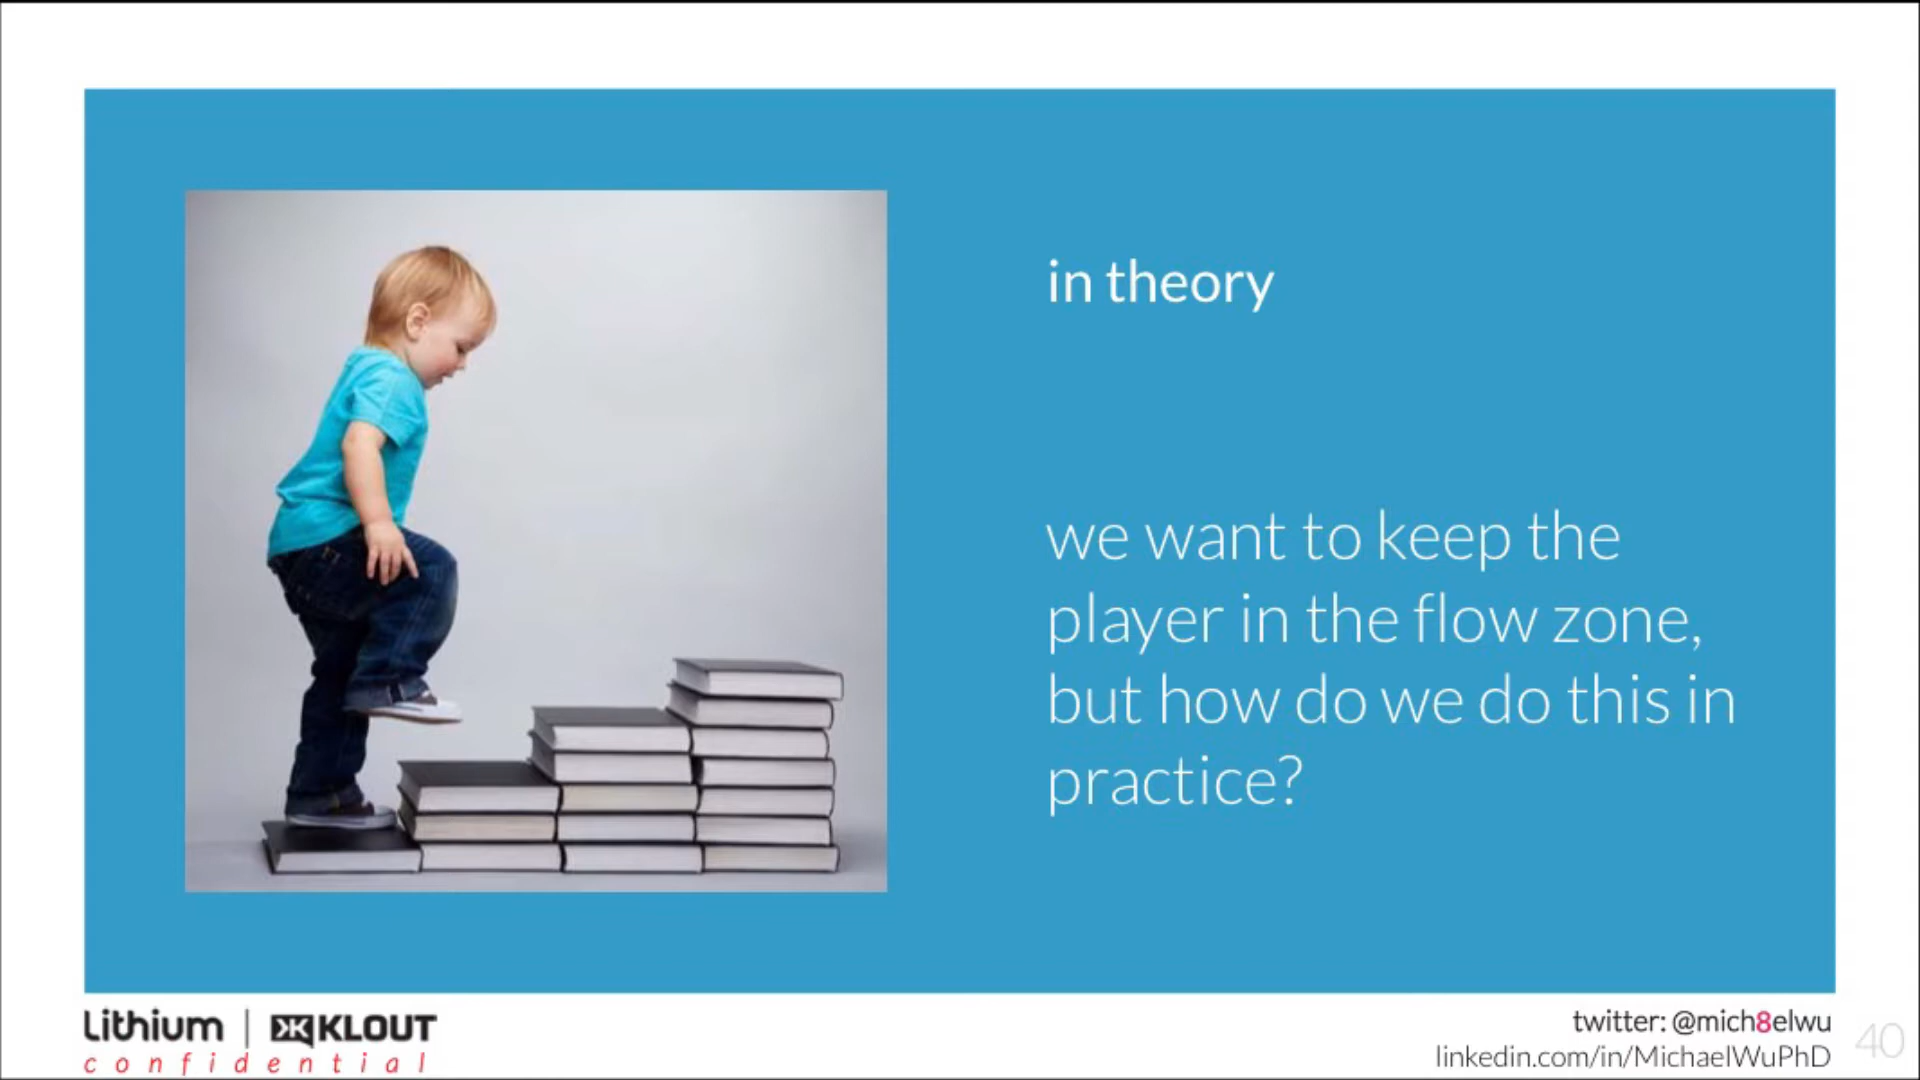 in theory
we want to keep the
player in the flow zone,
but how do we do this in
practice?
Lithium | KLOUT
confidential
twitter: @mich8elwu
linkedin.com/in/MichaelWuPhD
40